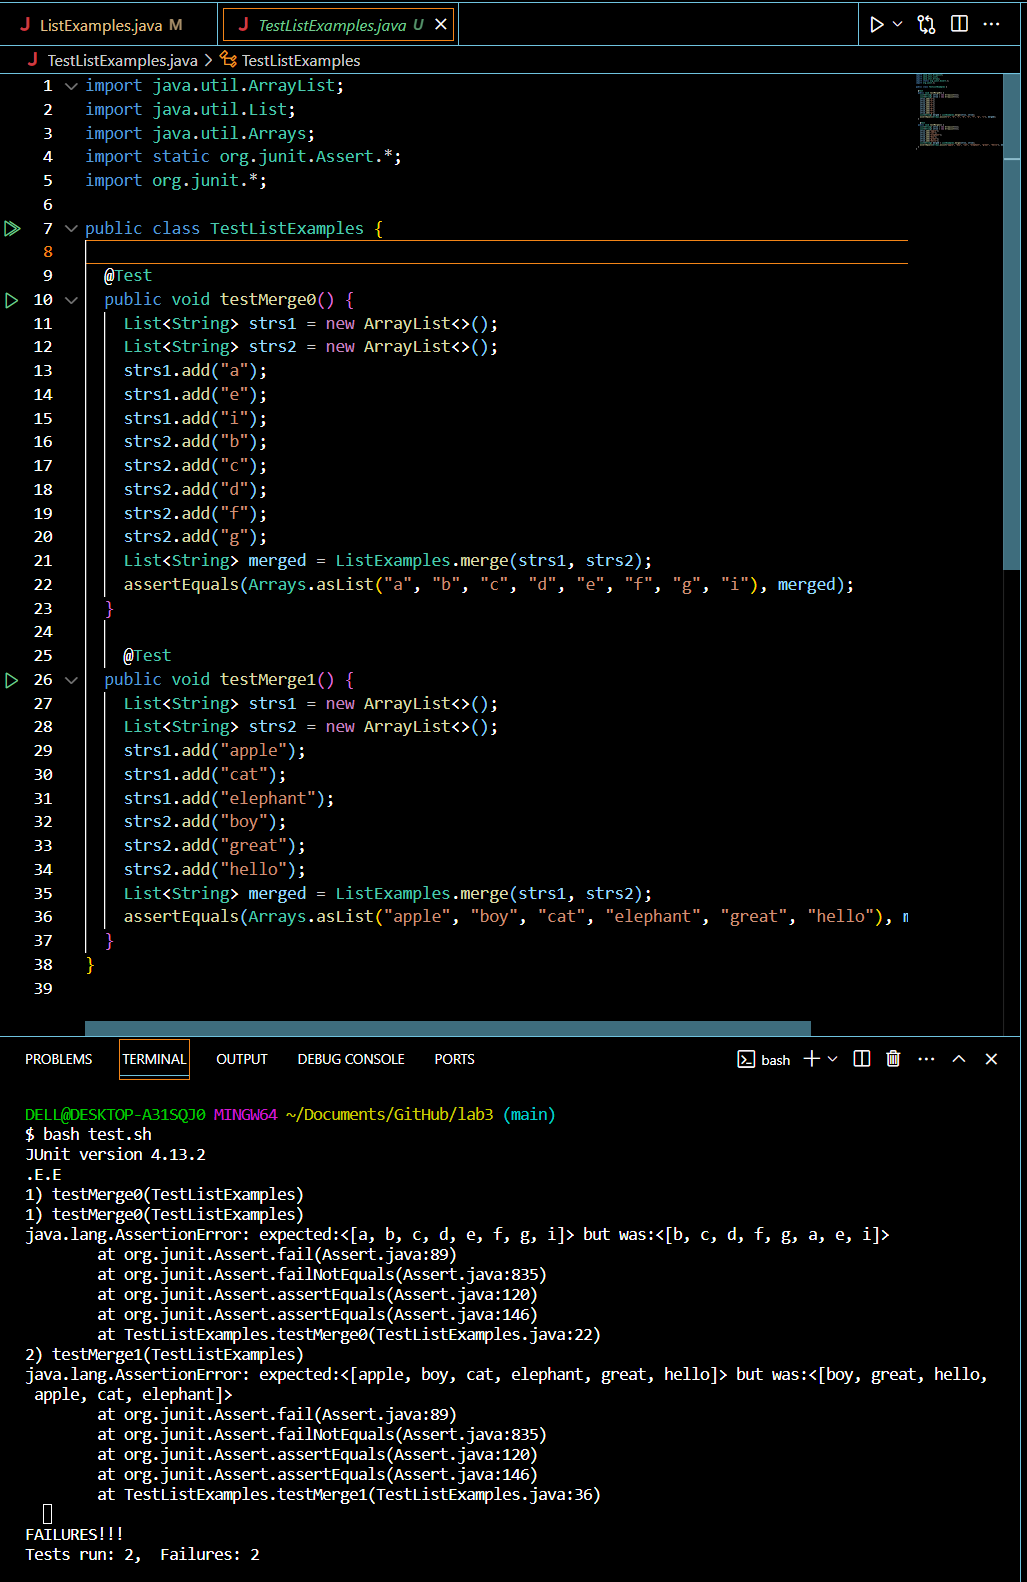 J ListExamples.java M
J TestListExamples.java U
J TestListExamples.java > TestListExamples
1 import java.util.ArrayList;
2 import java.util.List;
3 import java.util.Arrays;
4 import static org.junit.Assert.*;
5 import org.junit.*;
6
7 public class TestListExamples {
8
9 @Test
10 public void testMerge0() {
11 List<String> strs1 = new ArrayList<>();
12 List<String> strs2 = new ArrayList<>();
13 strs1.add("a");
14 strs1.add("e");
15 strs1.add("i");
16 strs2.add("b");
17 strs2.add("c");
18 strs2.add("d");
19 strs2.add("f");
20 strs2.add("g");
21 List<String> merged = ListExamples.merge(strs1, strs2);
22 assertEquals(Arrays.asList("a", "b", "c", "d", "e", "f", "g", "i"), merged);
23 }
24
25 @Test
26 public void testMerge1() {
27 List<String> strs1 = new ArrayList<>();
28 List<String> strs2 = new ArrayList<>();
29 strs1.add("apple");
30 strs1.add("cat");
31 strs1.add("elephant");
32 strs2.add("boy");
33 strs2.add("great");
34 strs2.add("hello");
35 List<String> merged = ListExamples.merge(strs1, strs2);
36 assertEquals(Arrays.asList("apple", "boy", "cat", "elephant", "great", "hello"), m
37 }
38 }
39
PROBLEMS TERMINAL OUTPUT DEBUG CONSOLE PORTS bash
DELL@DESKTOP-A31SQJ0 MINGW64 ~/Documents/GitHub/lab3 (main)
$ bash test.sh
JUnit version 4.13.2
.E.E
1) testMerge0(TestListExamples)
1) testMerge0(TestListExamples)
java.lang.AssertionError: expected:<[a, b, c, d, e, f, g, i]> but was:<[b, c, d, f, g, a, e, i]>
at org.junit.Assert.fail(Assert.java:89)
at org.junit.Assert.failNotEquals(Assert.java:835)
at org.junit.Assert.assertEquals(Assert.java:120)
at org.junit.Assert.assertEquals(Assert.java:146)
at TestListExamples.testMerge0(TestListExamples.java:22)
2) testMerge1(TestListExamples)
java.lang.AssertionError: expected:<[apple, boy, cat, elephant, great, hello]> but was:<[boy, great, hello,
apple, cat, elephant]>
at org.junit.Assert.fail(Assert.java:89)
at org.junit.Assert.failNotEquals(Assert.java:835)
at org.junit.Assert.assertEquals(Assert.java:120)
at org.junit.Assert.assertEquals(Assert.java:146)
at TestListExamples.testMerge1(TestListExamples.java:36)
FAILURES!!!
Tests run: 2,  Failures: 2